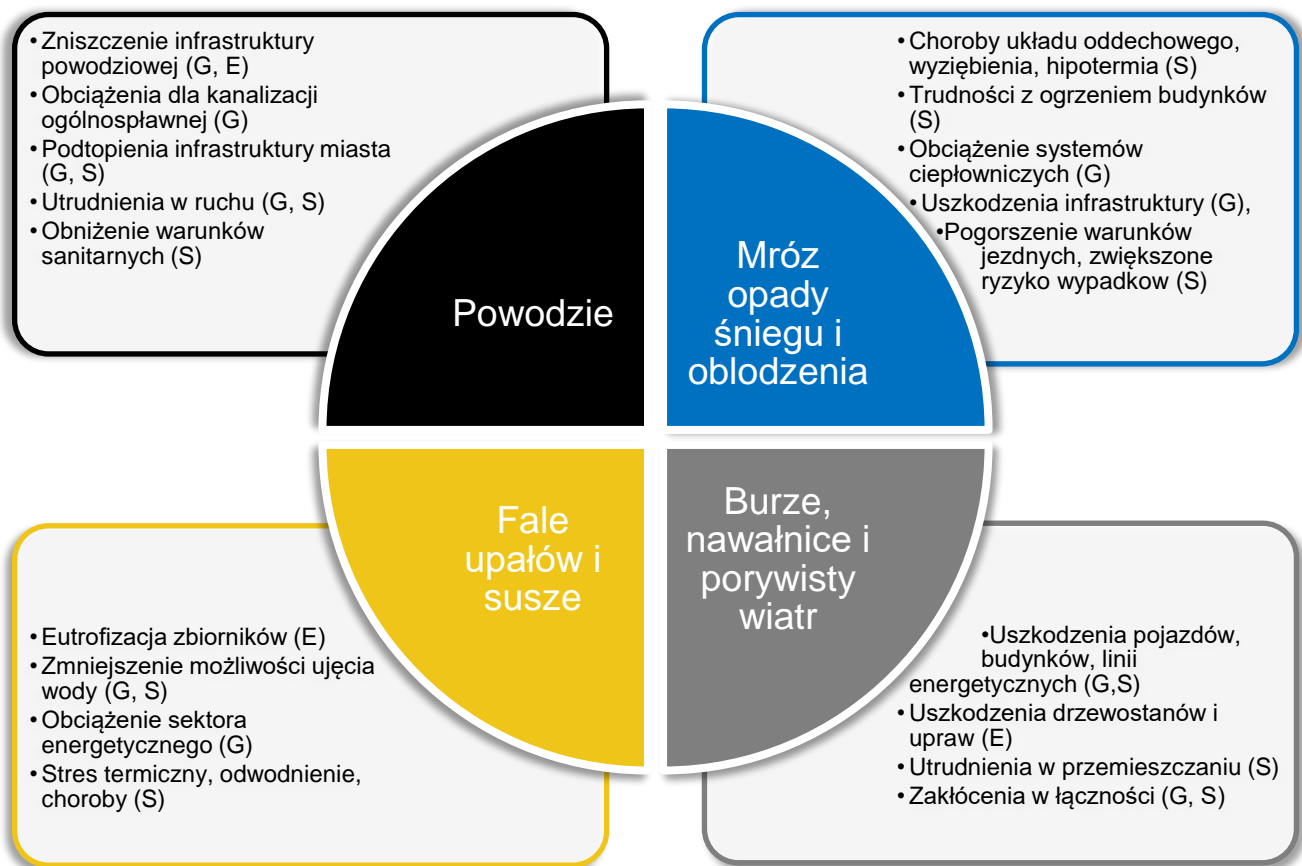 •Zniszczenie infrastruktury
powodziowej (G, E)
•Obciążenia dla kanalizacji
ogólnospławnej (G)
•Podtopienia infrastruktury miasta
(G, S)
•Utrudnienia w ruchu (G, S)
•Obniżenie warunków
sanitarnych (S)
•Choroby układu oddechowego,
wyziębienia, hipotermia (S)
•Trudności z ogrzeniem budynków
(S)
•Obciążenie systemów
ciepłowniczych (G)
•Uszkodzenia infrastruktury (G),
•Pogorszenie warunków
jezdnych, zwiększone
ryzyko wypadkow (S)
Powodzie
Mróz
opady
śniegu i
oblodzenia
Fale
upałów i
susze
Burze,
nawałnice i
porywisty
wiatr
•Eutrofizacja zbiorników (E)
•Zmniejszenie możliwości ujęcia
wody (G, S)
•Obciążenie sektora
energetycznego (G)
•Stres termiczny, odwodnienie,
choroby (S)
•Uszkodzenia pojazdów,
budynków, linii
energetycznych (G,S)
•Uszkodzenia drzewostanów i
upraw (E)
•Utrudnienia w przemieszczaniu (S)
•Zakłócenia w łączności (G, S)